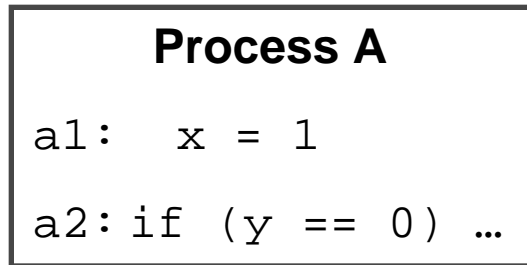 Process A
a1: x = 1
a2: if (y == 0) …